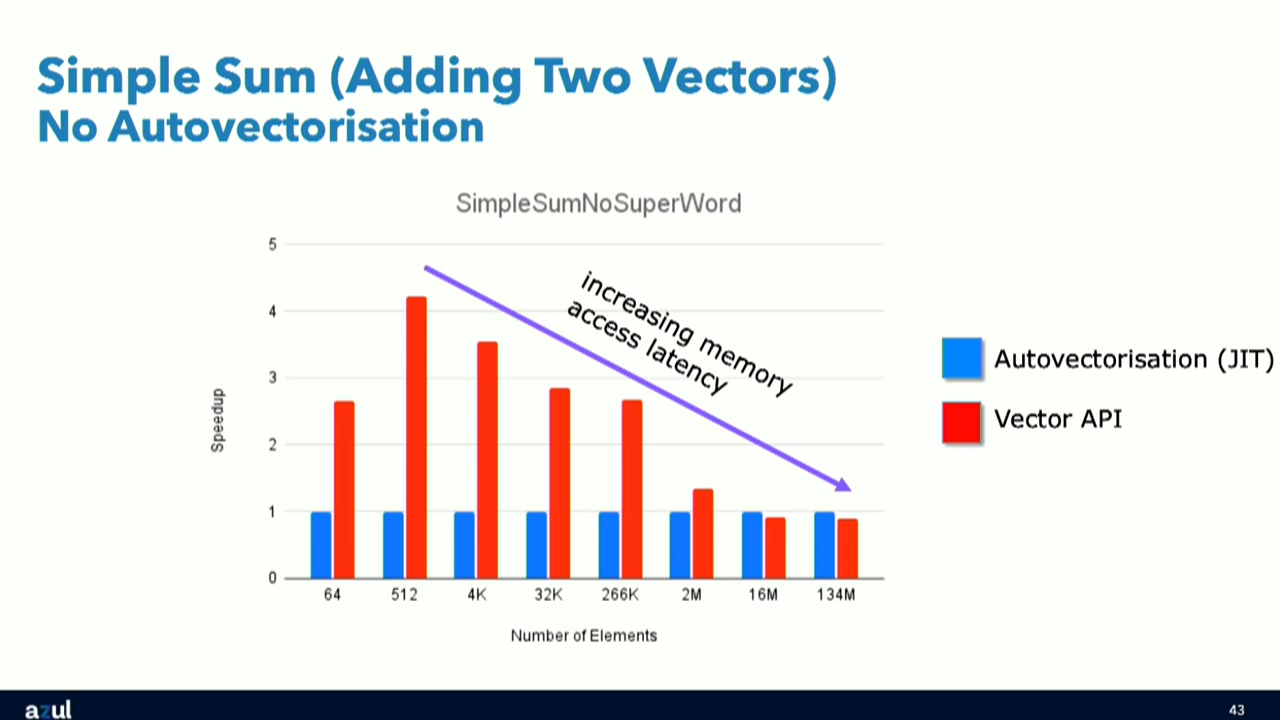 Simple Sum (Adding Two Vectors)
No Autovectorisation
SimpleSumNoSuperWord
5
4
3
2
1
0
Speedup
increasing memory
access latency
64 512 4K 32K 266K 2M 16M 134M
Number of Elements
Autovectorisation (JIT)
Vector API
azul
43